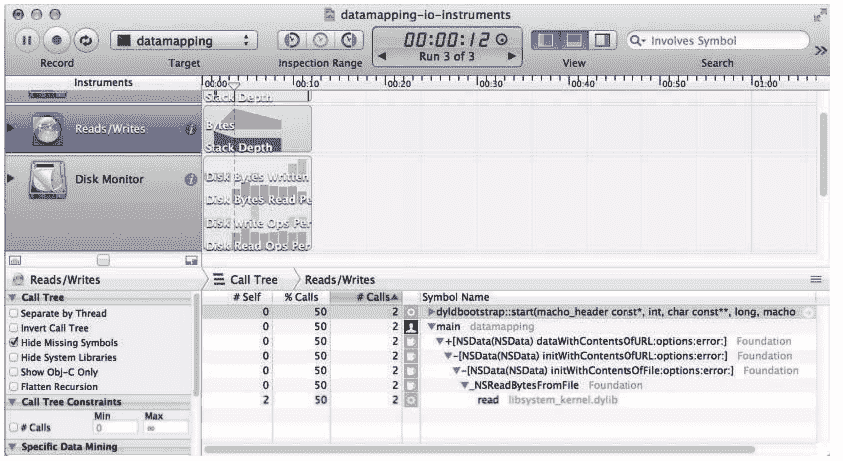 datamapping-io-instruments
datamapping
00:00:12
Run 3 of 3
Involves Symbol
Record
Target
Inspection Range
View
Search
Instruments
00:00
00:10
00:20
00:30
00:40
00:50
01:00
Stack Depth
Reads/Writes
Bytes
Stack Depth
Disk Monitor
Disk Bytes Written
Disk Bytes Read Pe
Disk Write Ops Per
Disk Read Ops Per
Reads/Writes
Call Tree
Reads/Writes
Call Tree
Separate by Thread
Invert Call Tree
Hide Missing Symbols
Hide System Libraries
Show Obj-C Only
Flatten Recursion
Call Tree Constraints
Min Max
# Calls 0 ∞
Specific Data Mining
# Self % Calls # Calls Symbol Name
0 50 2 dyldbootstrap::start(macho_header const*, int, char const**, long, macho
0 50 2 main datamapping
0 50 2 +[NSData(NSData) dataWithContentsOfURL:options:error:] Foundation
0 50 2 -[NSData(NSData) initWithContentsOfURL:options:error:] Foundation
0 50 2 -[NSData(NSData) initWithContentsOfFile:options:error:] Foundation
0 50 2 _NSReadBytesFromFile Foundation
2 50 2 read libsystem_kernel.dylib